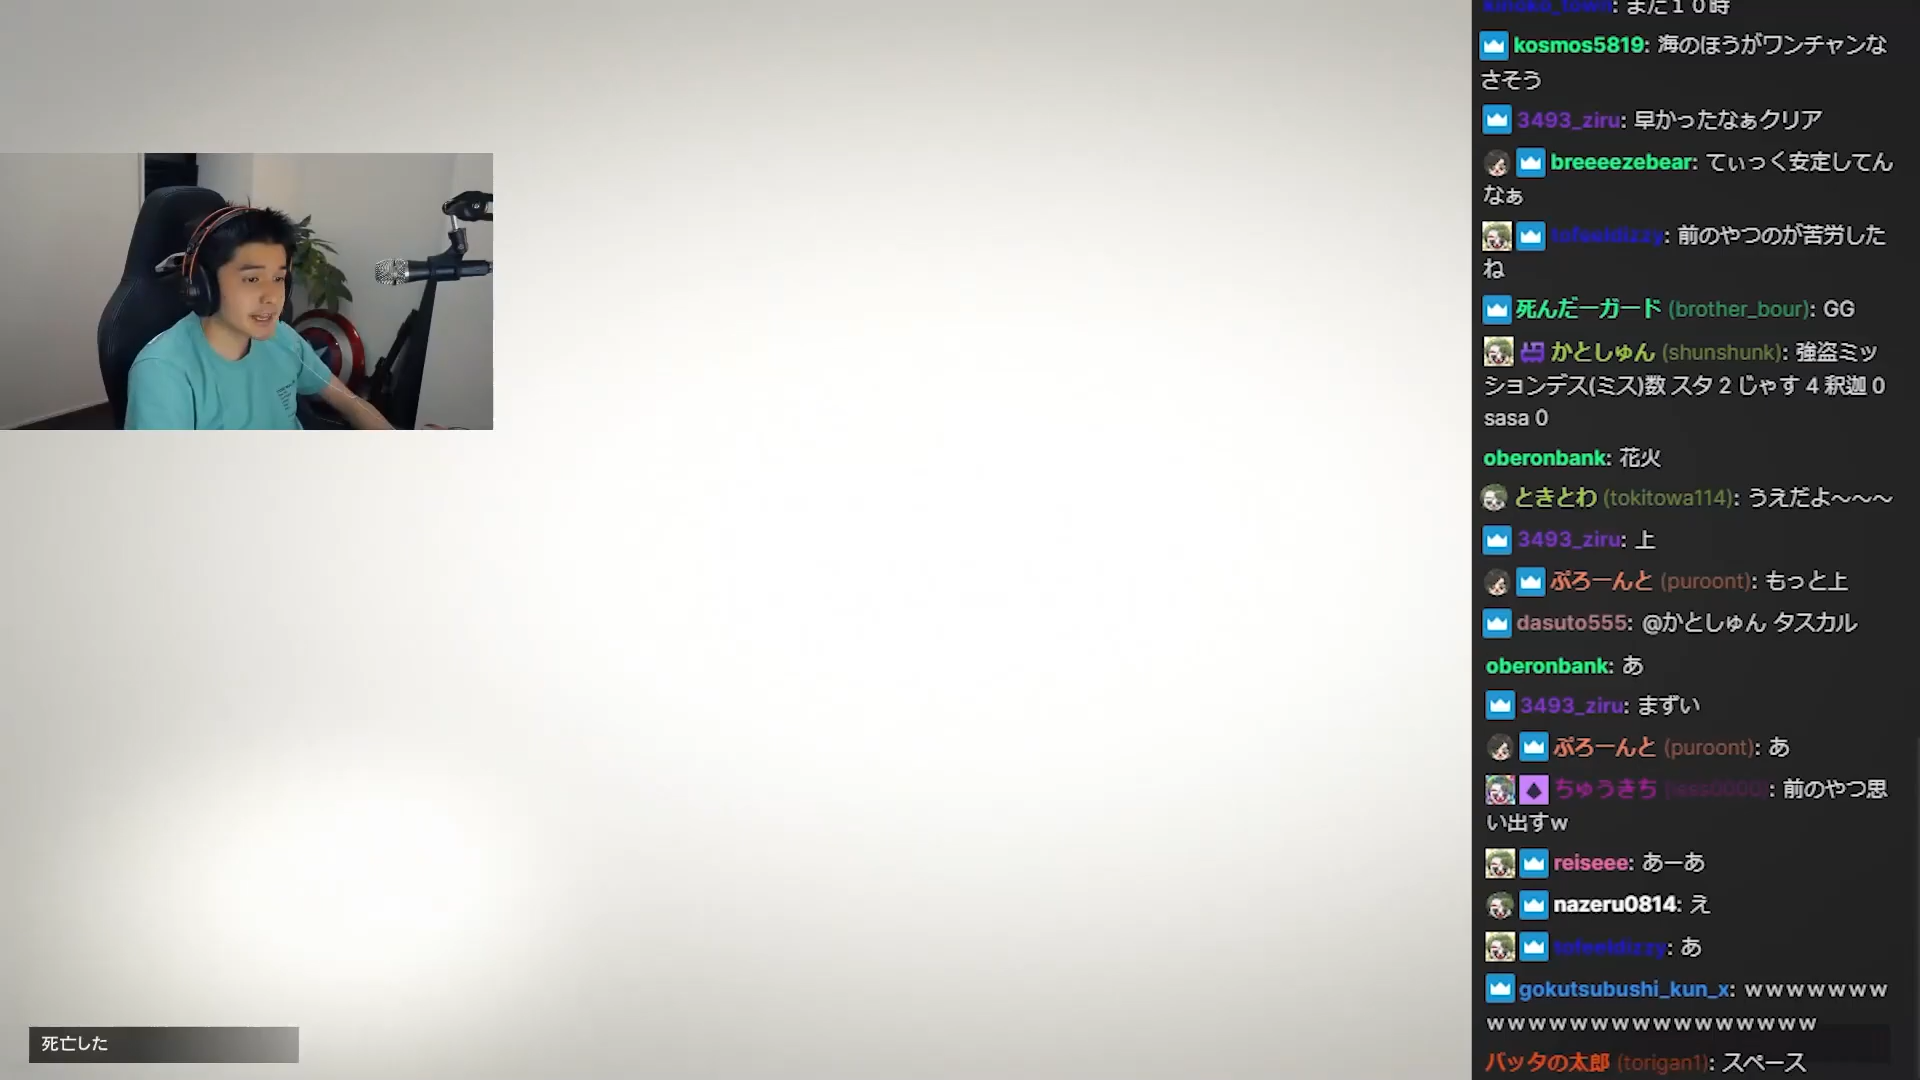 kinoko_town: まだ１０時
kosmos5819: 海のほうがワンチャンな
さそう
3493_ziru: 早かったなぁクリア
breeeezebear: てぃっく安定してん
なぁ
tofeeldizzy: 前のやつのが苦労した
ね
死んだーガード (brother_bour): GG
かとしゅん (shunshunk): 強盗ミッ
ションデス(ミス)数 スタ 2 じゃす 4 釈迦 0
sasa 0
oberonbank: 花火
ときとわ (tokitowa114): うえだよ～～～
3493_ziru: 上
ぷろーんと (puroont): もっと上
dasuto555: @かとしゅん タスカル
oberonbank: あ
3493_ziru: まずい
ぷろーんと (puroont): あ
ちゅうきち : 前のやつ思
い出すw
reiseee: あーあ
nazeru0814: え
tofeeldizzy: あ
gokutsubushi_kun_x: ｗｗｗｗｗｗｗ
ｗｗｗｗｗｗｗｗｗｗｗｗｗｗｗｗ
バッタの太郎 (torigan1): スペース
死亡した